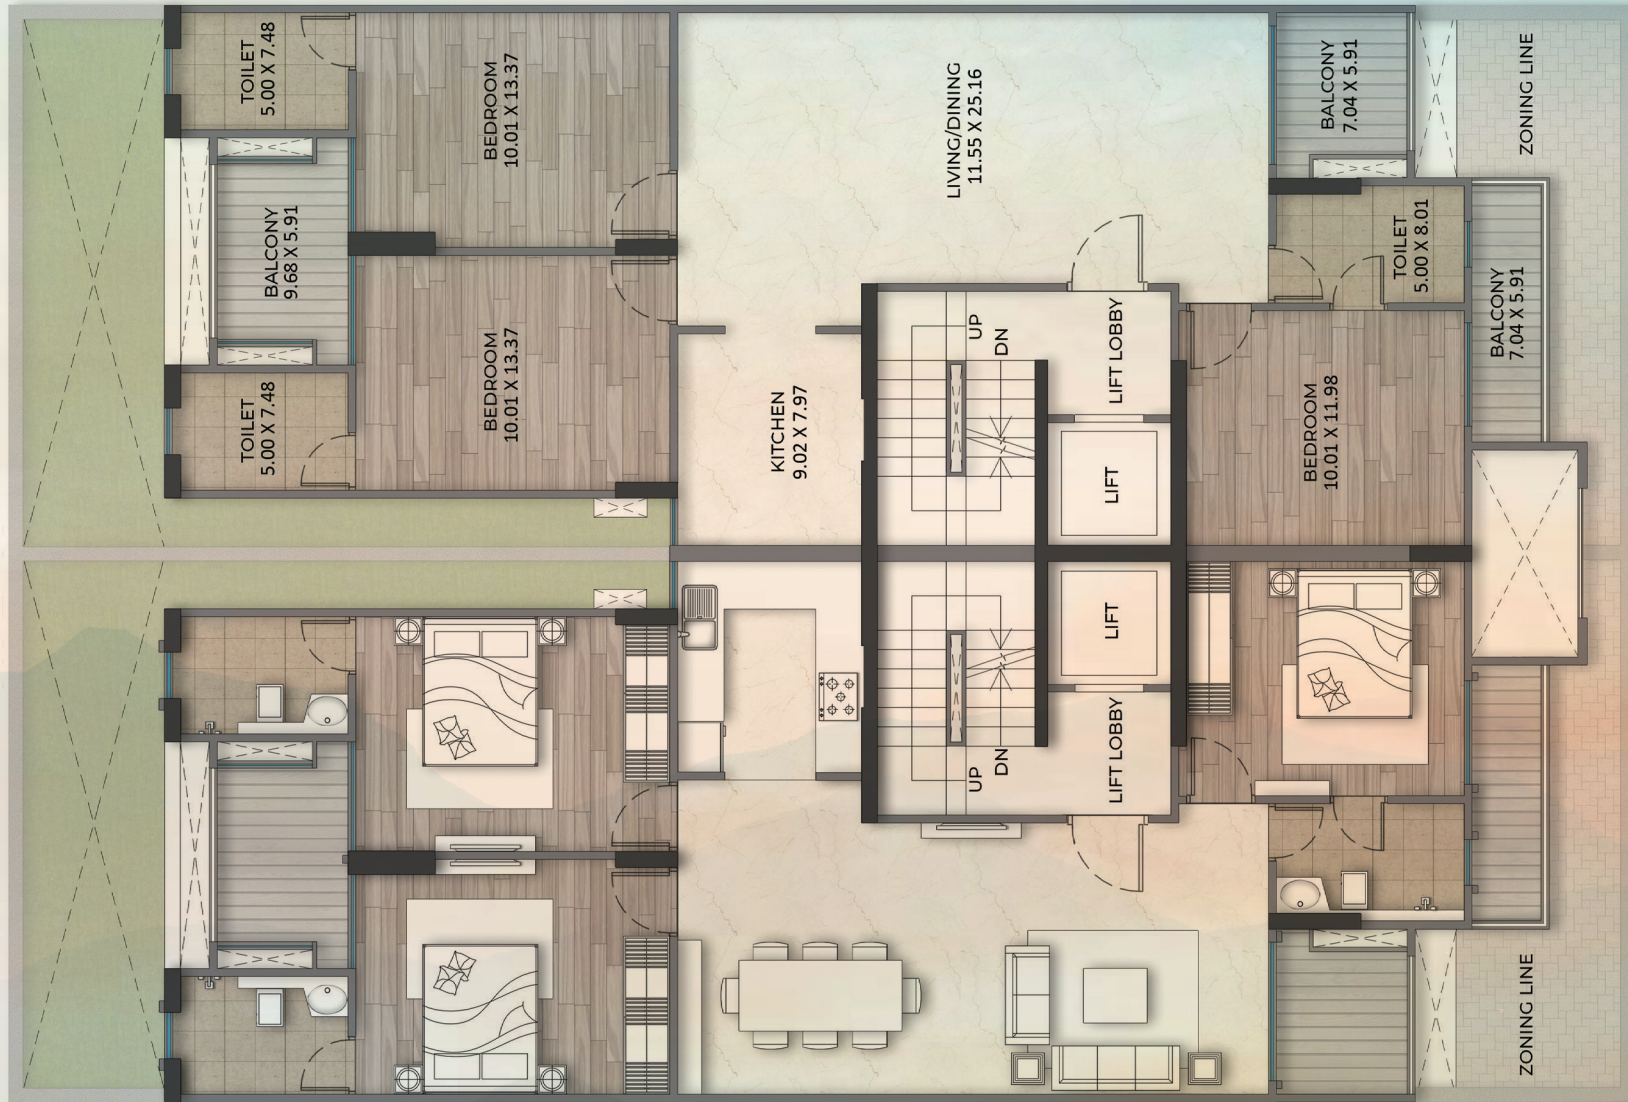 TOILET
5.00 X 7.48
BEDROOM
10.01 X 13.37
LIVING/DINING
11.55 X 25.16
BALCONY
7.04 X 5.91
ZONING LINE
BALCONY
9.68 X 5.91
TOILET
5.00 X 8.01
BALCONY
7.04 X 5.91
TOILET
5.00 X 7.48
BEDROOM
10.01 X 13.37
KITCHEN
9.02 X 7.97
UP
DN
LIFT LOBBY
LIFT
BEDROOM
10.01 X 11.98
LIFT
UP
DN
LIFT LOBBY
ZONING LINE